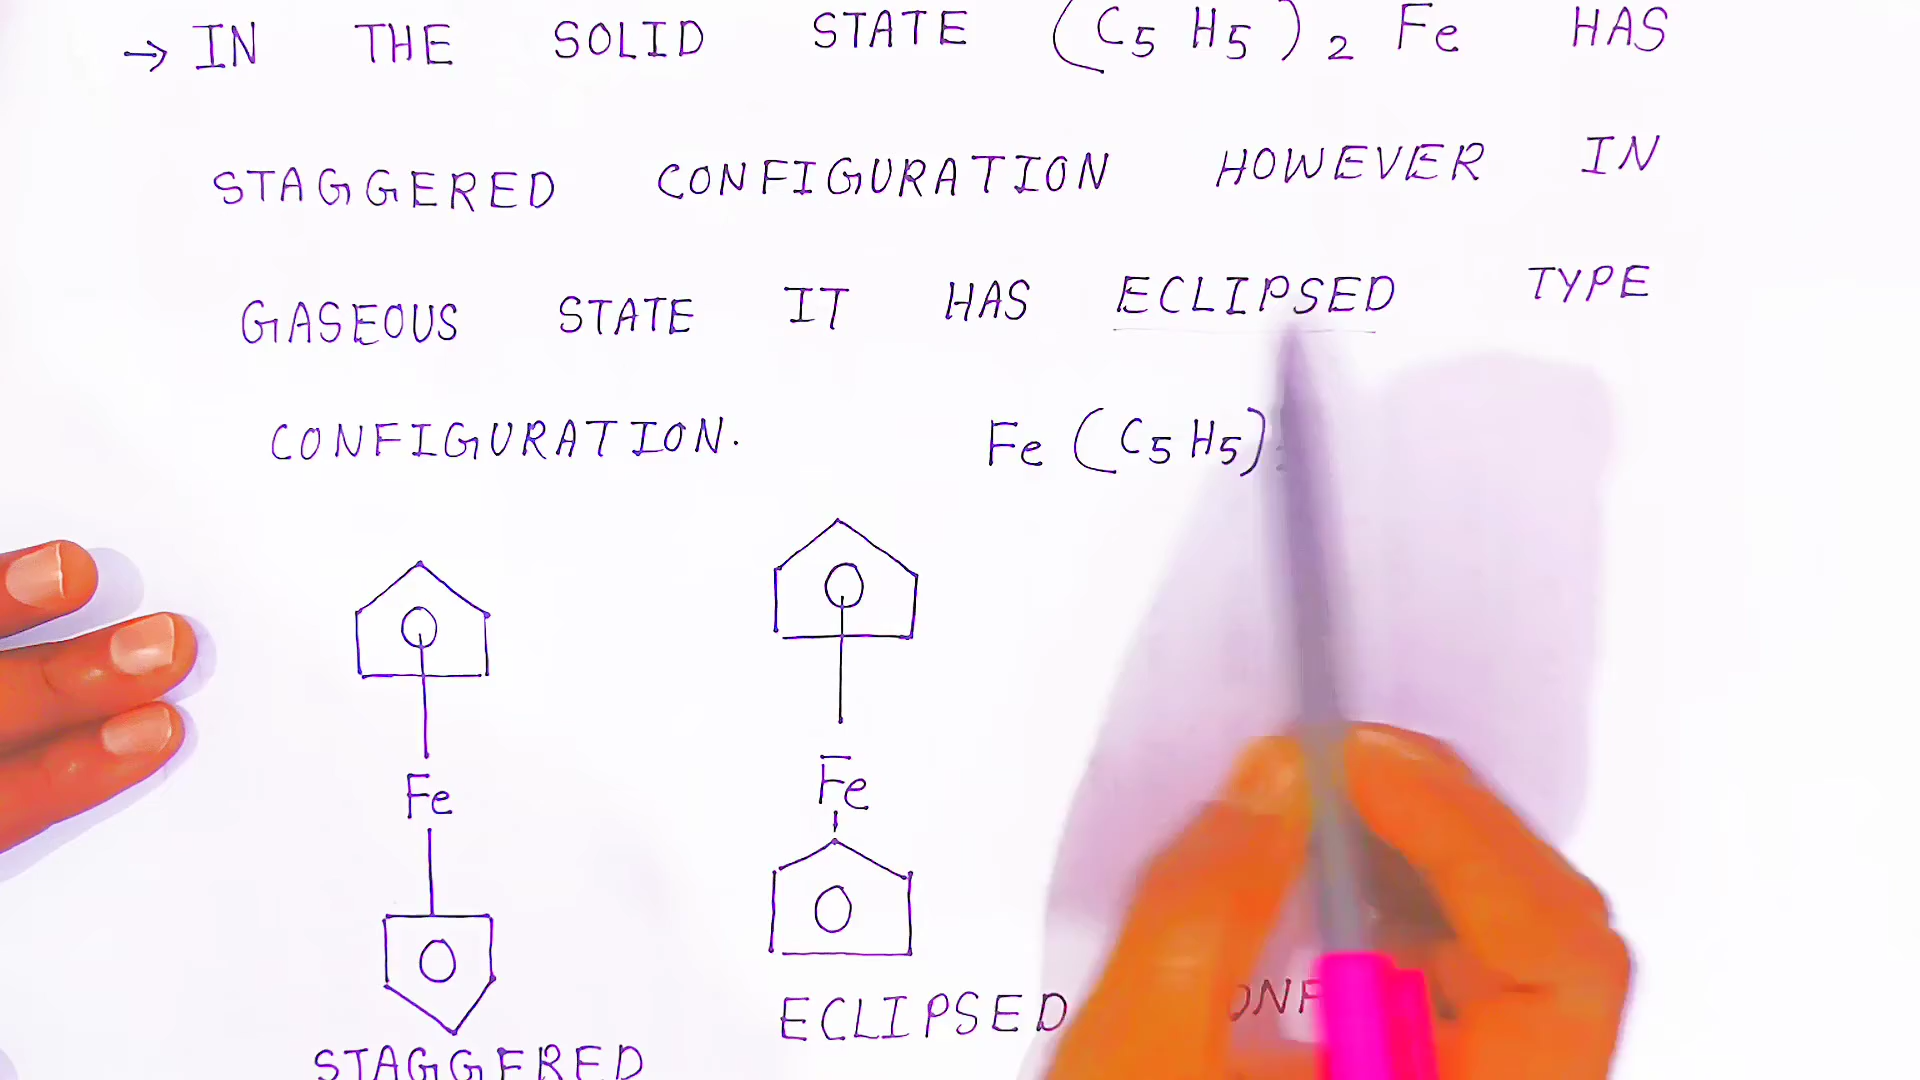 → IN THE SOLID STATE (C5 H5)2 Fe HAS
STAGGERED CONFIGURATION HOWEVER IN
GASEOUS STATE IT HAS ECLIPSED TYPE
CONFIGURATION. Fe (C5 H5)
Fe
Fe
ECLIPSED
STAGGERED